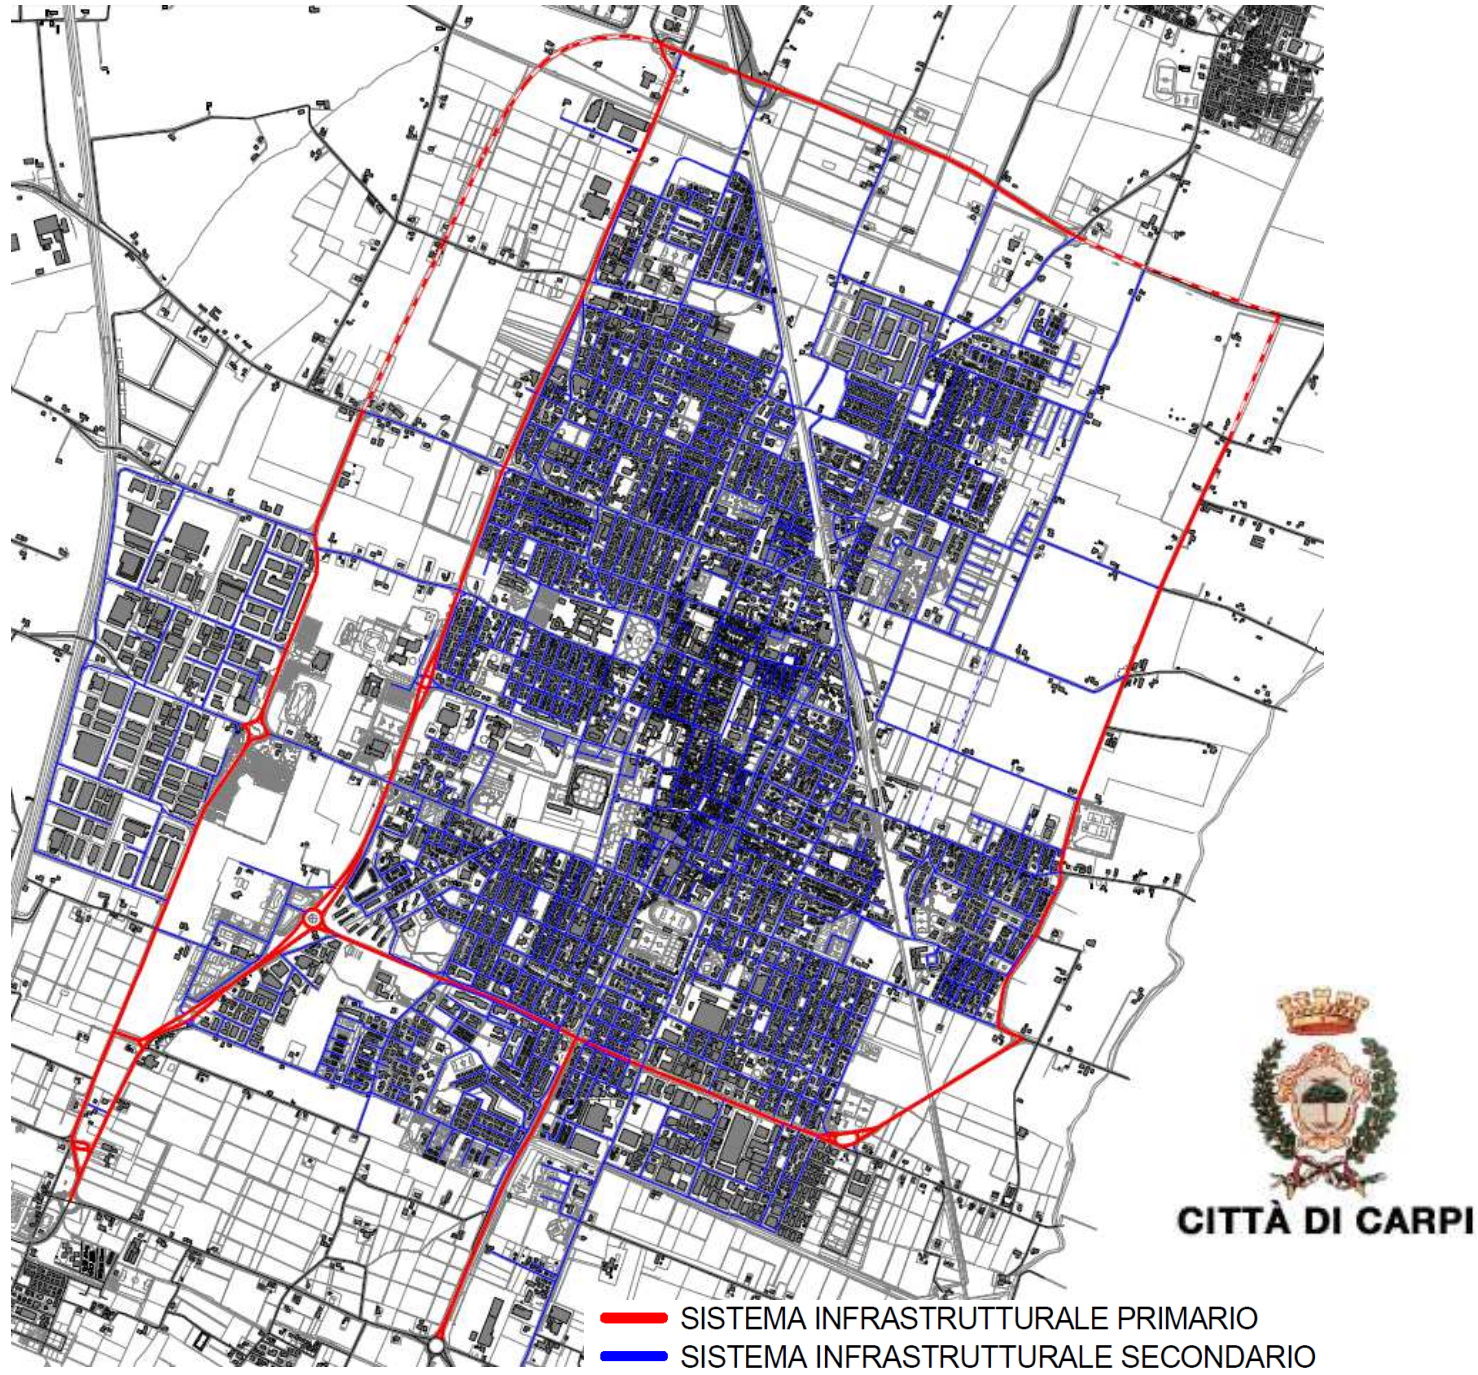 CITTÀ DI CARPI
SISTEMA INFRASTRUTTURALE PRIMARIO
SISTEMA INFRASTRUTTURALE SECONDARIO